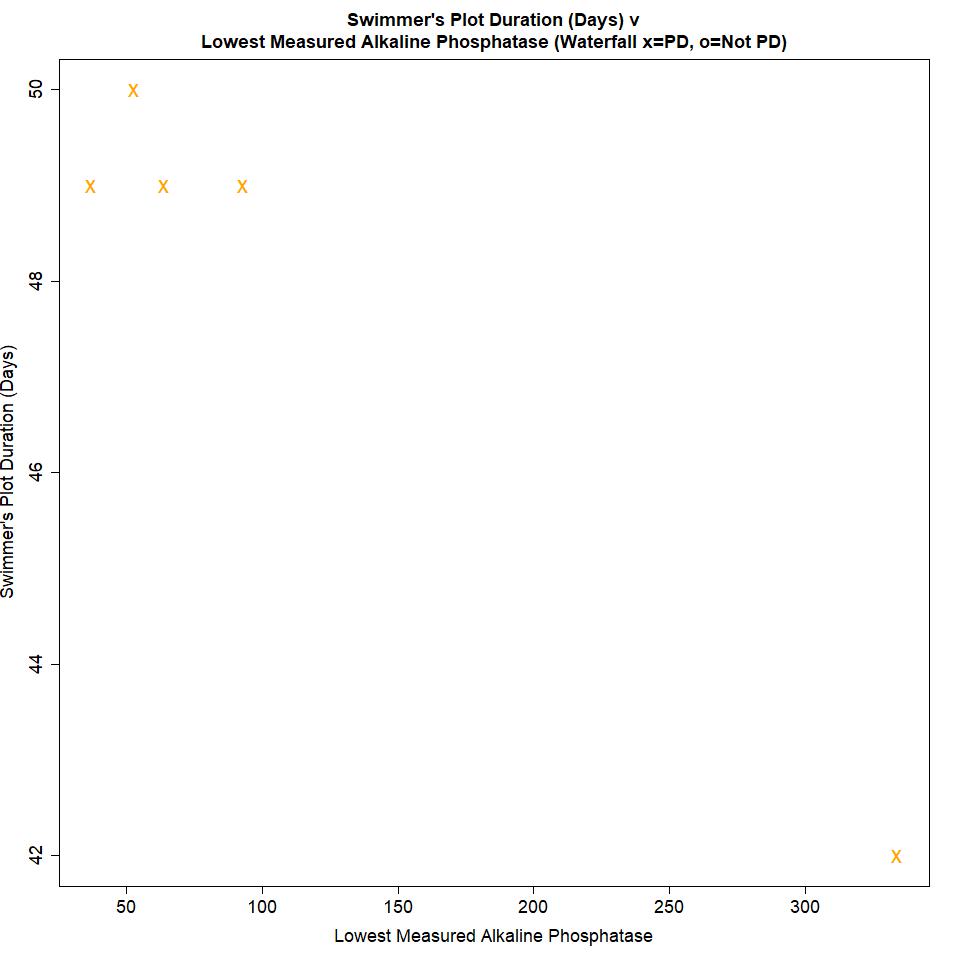 Swimmer's Plot Duration (Days) v
Lowest Measured Alkaline Phosphatase (Waterfall x=PD, o=Not PD)
50
X
X
X
X
48
Swimmer's Plot Duration (Days)
46
44
42
X
50
100
150
200
250
300
Lowest Measured Alkaline Phosphatase